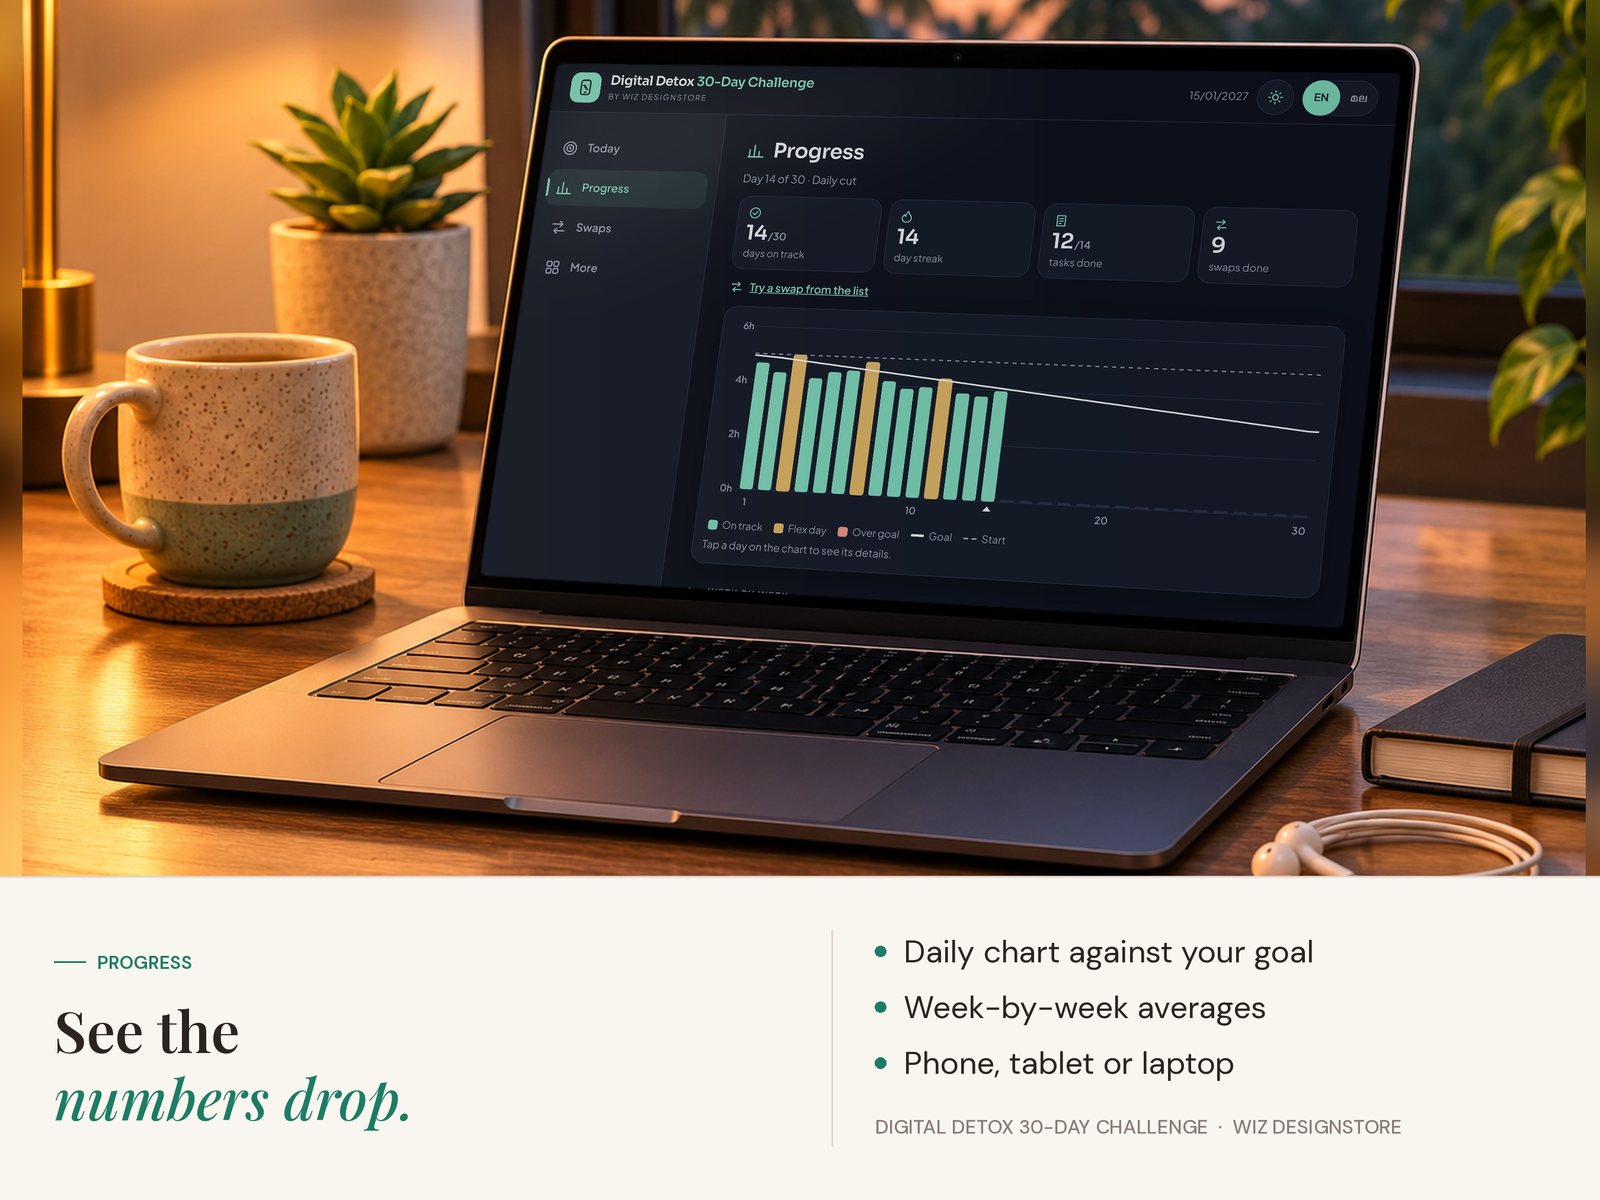 Digital Detox 30-Day Challenge
BY WIZ DESIGNSTORE
15/01/2027
EN
മല
Today
Progress
Swaps
More
Progress
Day 14 of 30 · Daily cut
14/30
days on track
14
day streak
12/14
tasks done
9
swaps done
Try a swap from the list
6h
4h
2h
0h
1
10
20
30
On track
Flex day
Over goal
Goal
Start
Tap a day on the chart to see its details.
PROGRESS
See the
numbers drop.
Daily chart against your goal
Week-by-week averages
Phone, tablet or laptop
DIGITAL DETOX 30-DAY CHALLENGE · WIZ DESIGNSTORE